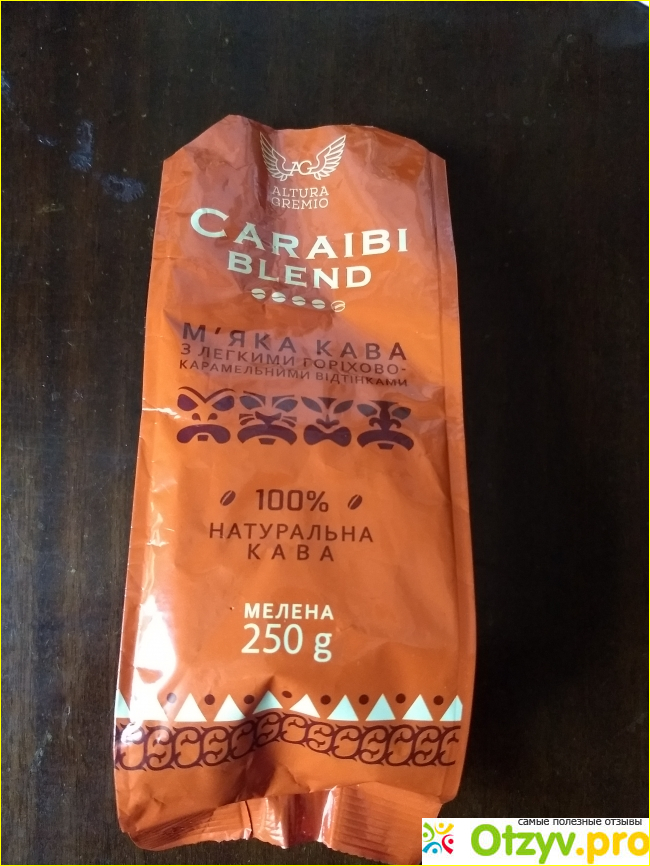 AG
ALTURA
GREMIO
CARAIBI
BLEND
М'ЯКА КАВА
З ЛЕГКИМИ ГОРІХОВО-
КАРАМЕЛЬНИМИ ВІДТІНКАМИ
100%
НАТУРАЛЬНА
КАВА
МЕЛЕНА
250 g
самые полезные отзывы
Otzyv.pro